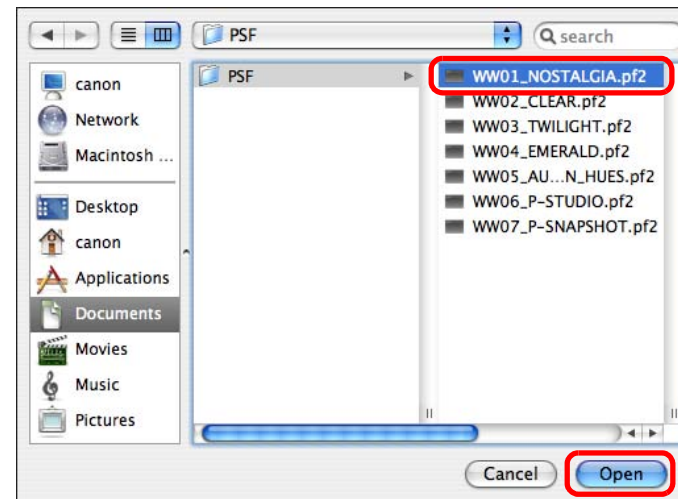 PSF
search
canon
Network
Macintosh ...
Desktop
canon
Applications
Documents
Movies
Music
Pictures
PSF
WW01_NOSTALGIA.pf2
WW02_CLEAR.pf2
WW03_TWILIGHT.pf2
WW04_EMERALD.pf2
WW05_AU...N_HUES.pf2
WW06_P-STUDIO.pf2
WW07_P-SNAPSHOT.pf2
Cancel
Open